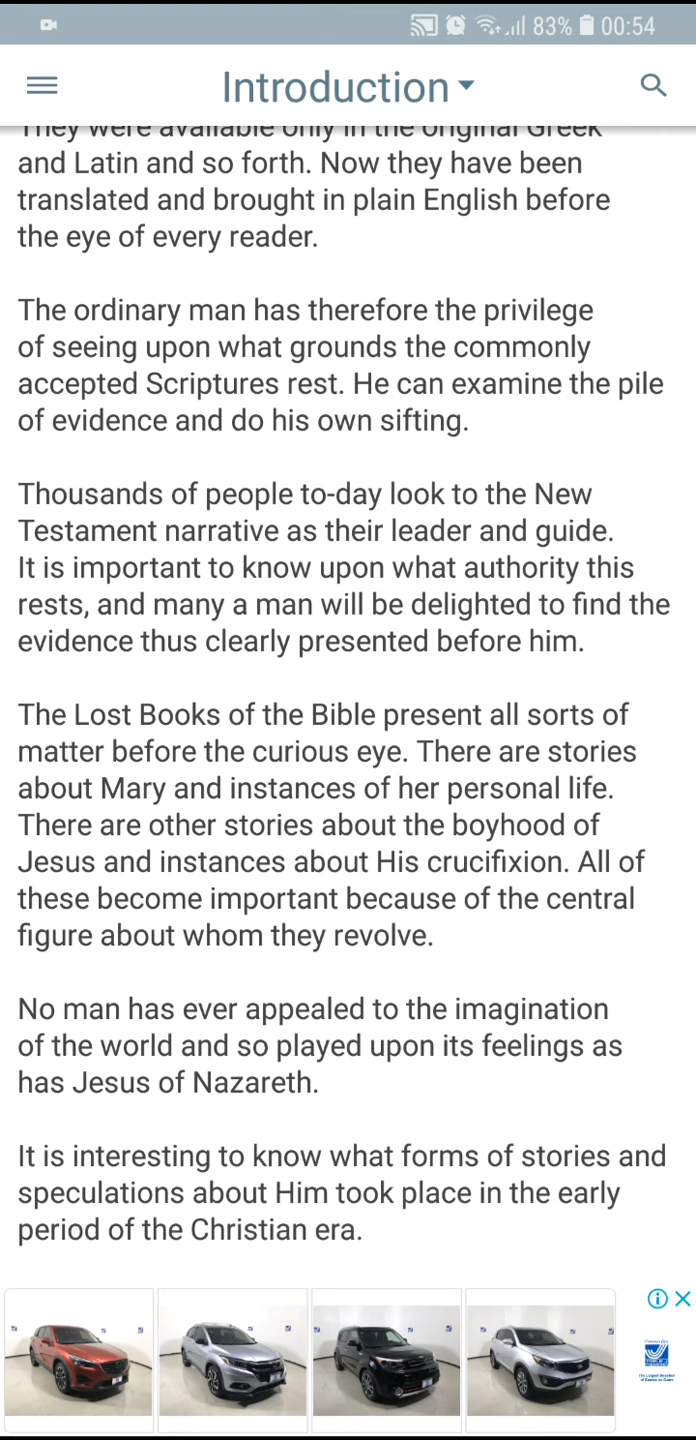 83% 00:54
Introduction
They were available only in the original Greek
and Latin and so forth. Now they have been
translated and brought in plain English before
the eye of every reader.
The ordinary man has therefore the privilege
of seeing upon what grounds the commonly
accepted Scriptures rest. He can examine the pile
of evidence and do his own sifting.
Thousands of people to-day look to the New
Testament narrative as their leader and guide.
It is important to know upon what authority this
rests, and many a man will be delighted to find the
evidence thus clearly presented before him.
The Lost Books of the Bible present all sorts of
matter before the curious eye. There are stories
about Mary and instances of her personal life.
There are other stories about the boyhood of
Jesus and instances about His crucifixion. All of
these become important because of the central
figure about whom they revolve.
No man has ever appealed to the imagination
of the world and so played upon its feelings as
has Jesus of Nazareth.
It is interesting to know what forms of stories and
speculations about Him took place in the early
period of the Christian era.